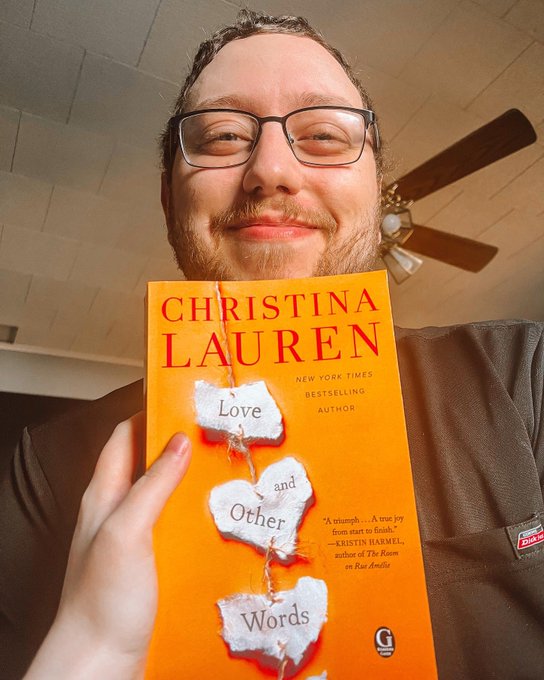 CHRISTINA
LAUREN
NEW YORK TIMES
BESTSELLING
AUTHOR
Love
and
Other
Words
"A triumph . . . A true joy
from start to finish."
—KRISTIN HARMEL,
author of The Room
on Rue Amélie
G
Dickies